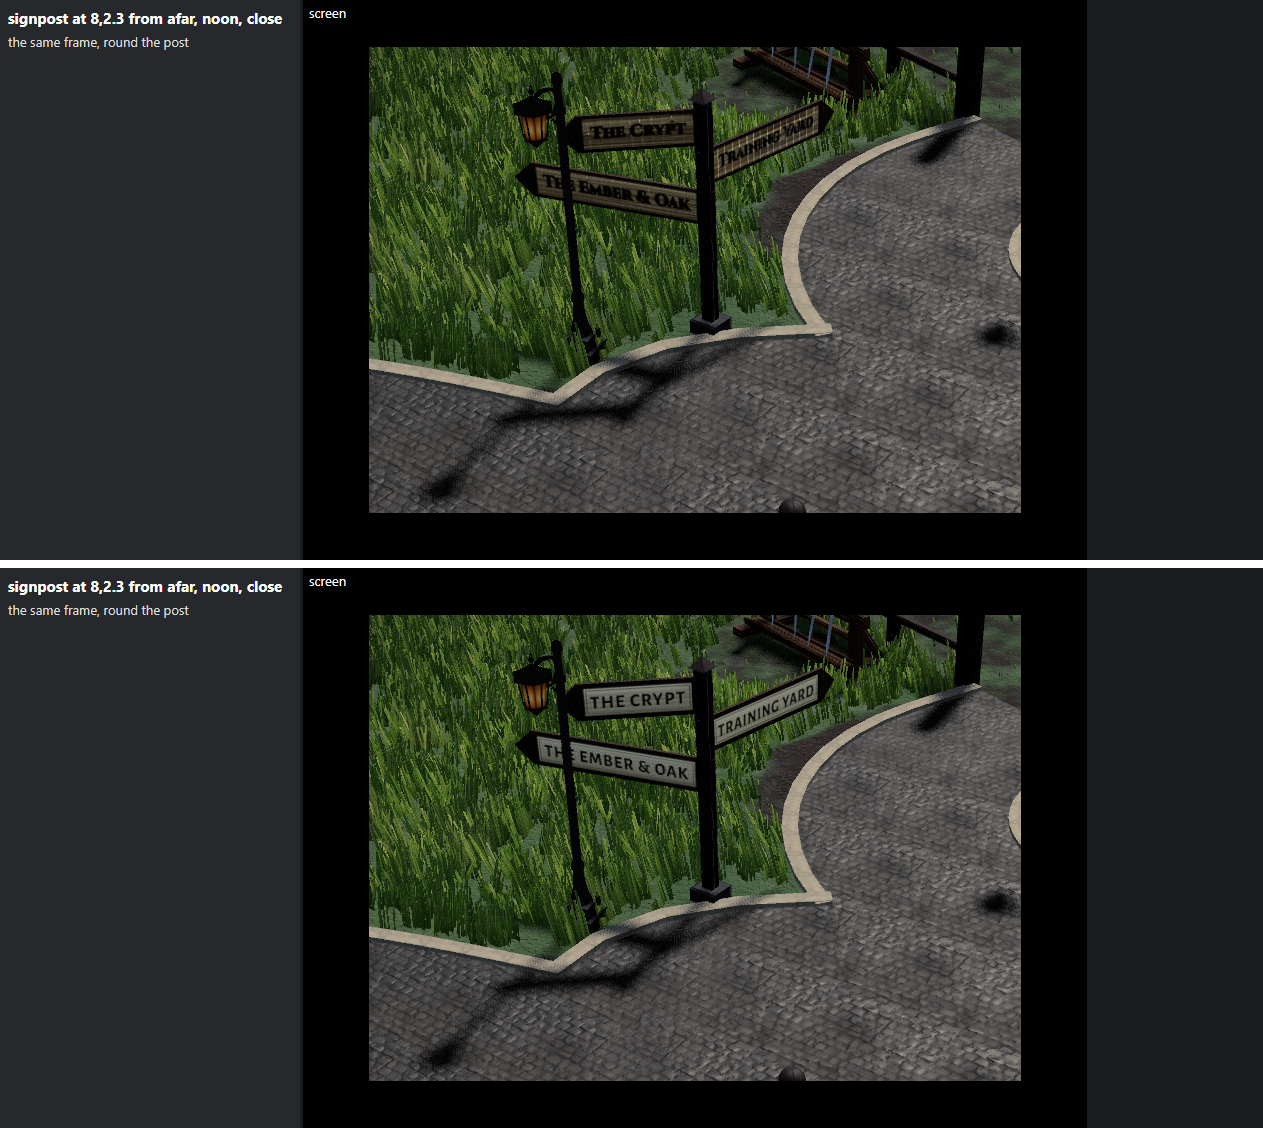 signpost at 8,2.3 from afar, noon, close
the same frame, round the post
screen
THE CRYPT
TRAINING YARD
THE EMBER & OAK
signpost at 8,2.3 from afar, noon, close
the same frame, round the post
screen
THE CRYPT
TRAINING YARD
THE EMBER & OAK